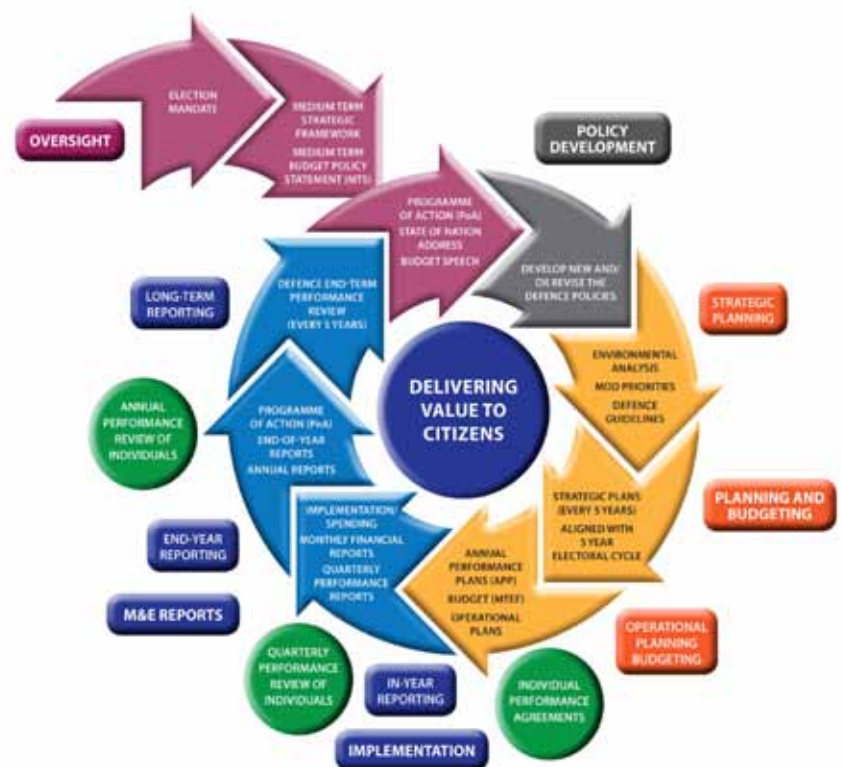 ELECTION
MANDATE
OVERSIGHT
MEDIUM TERM
STRATEGIC
FRAMEWORK
MEDIUM TERM
BUDGET POLICY
STATEMENT (MTS)
POLICY
DEVELOPMENT
PROGRAMME
OF ACTION (PoA)
STATE OF NATION
ADDRESS
BUDGET SPEECH
DEVELOP NEW AND/
OR REVISE THE
DEFENCE POLICIES
STRATEGIC
PLANNING
ENVIRONMENTAL
ANALYSIS
MOD PRIORITIES
DEFENCE
GUIDELINES
PLANNING AND
BUDGETING
STRATEGIC PLANS
(EVERY 5 YEARS)
ALIGNED WITH
5 YEAR
ELECTORAL CYCLE
OPERATIONAL
PLANNING
BUDGETING
ANNUAL
PERFORMANCE
PLANS (APP)
BUDGET (MTEF)
OPERATIONAL
PLANS
INDIVIDUAL
PERFORMANCE
AGREEMENTS
IMPLEMENTATION/
SPENDING
MONTHLY FINANCIAL
REPORTS
QUARTERLY
PERFORMANCE
REPORTS
IN-YEAR
REPORTING
IMPLEMENTATION
QUARTERLY
PERFORMANCE
REVIEW OF
INDIVIDUALS
M&E REPORTS
END-YEAR
REPORTING
PROGRAMME
OF ACTION (PoA)
END-OF-YEAR
REPORTS
ANNUAL REPORTS
ANNUAL
PERFORMANCE
REVIEW OF
INDIVIDUALS
LONG-TERM
REPORTING
DEFENCE END-TERM
PERFORMANCE
REVIEW
(EVERY 5 YEARS)
DELIVERING
VALUE TO
CITIZENS